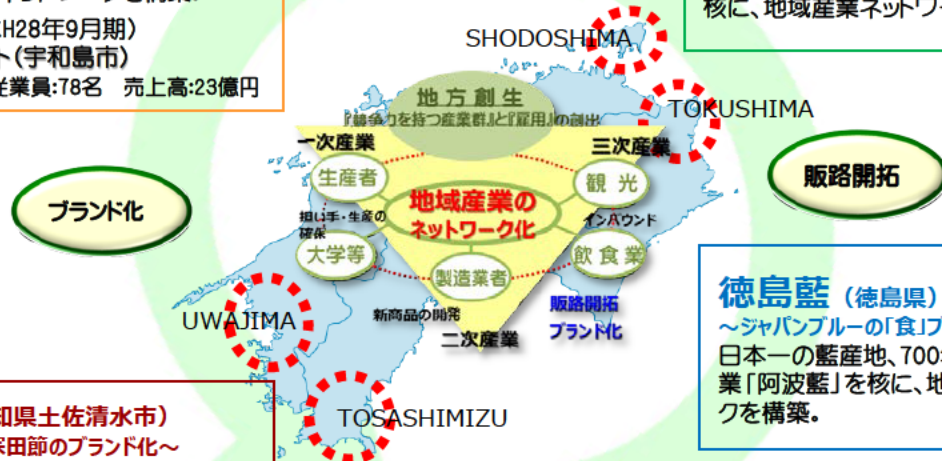 H28年9月期）
ト（宇和島市）
従業員:78名　売上高:23億円
核に、地域産業ネットワ
SHODOSHIMA
TOKUSHIMA
地方創生
『競争力を持つ産業群』と『雇用』の創出
一次産業
三次産業
生産者
観光
地域産業の
ネットワーク化
担い手・生産の
確保
インバウンド
大学等
飲食業
製造業者
新商品の開発
販路開拓
ブランド化
二次産業
ブランド化
販路開拓
UWAJIMA
TOSASHIMIZU
徳島藍（徳島県）
～ジャパンブルーの「食」ブ
日本一の藍産地、700
業「阿波藍」を核に、地
クを構築。
知県土佐清水市）
宗田節のブランド化～